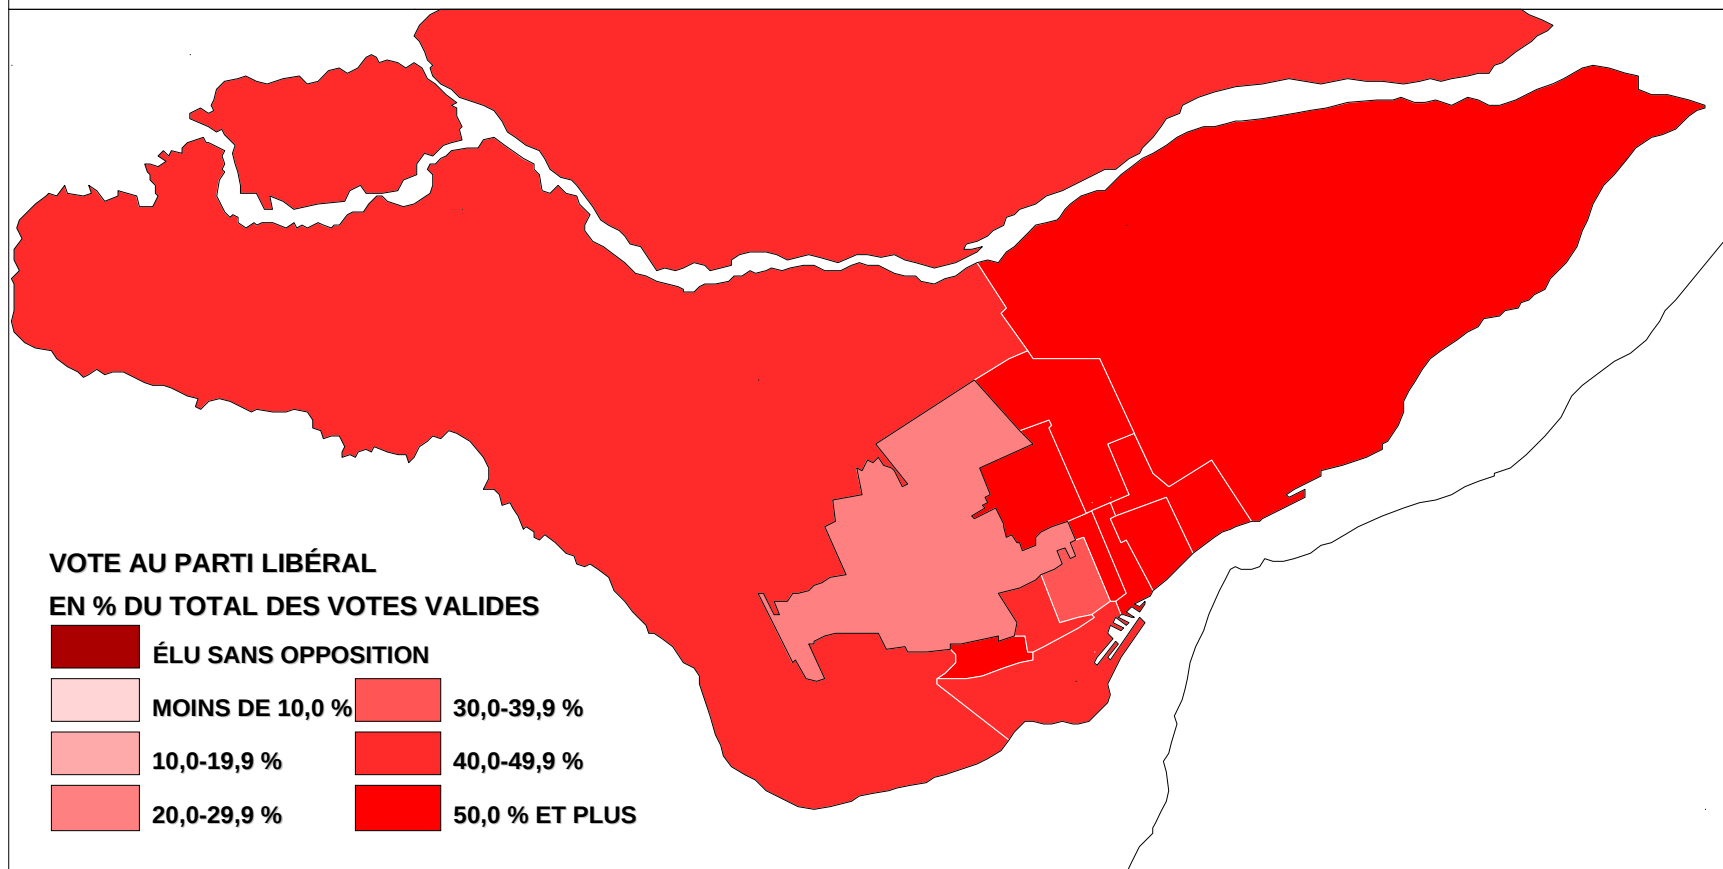 VOTE AU PARTI LIBÉRAL
EN % DU TOTAL DES VOTES VALIDES
ÉLU SANS OPPOSITION
MOINS DE 10,0 %
30,0-39,9 %
10,0-19,9 %
40,0-49,9 %
20,0-29,9 %
50,0 % ET PLUS